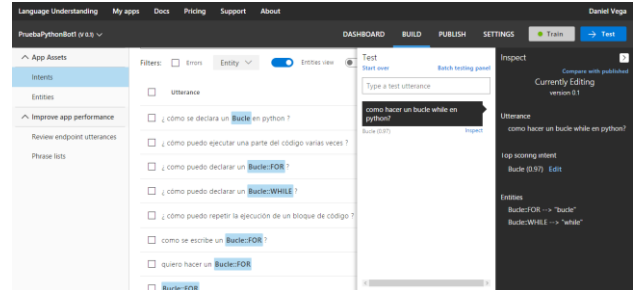 Language Understanding My apps Docs Pricing Support About Daniel Vega
PruebaPythonBot1 (V 0.1) DASHBOARD BUILD PUBLISH SETTINGS Train Test
App Assets
Intents
Entities
Improve app performance
Review endpoint utterances
Phrase lists
Filters: Errors Entity Entities view
Utterance
¿ cómo se declara un Bucle en python ?
¿ cómo puedo ejecutar una parte del código varias veces ?
¿ cómo puedo declarar un Bucle::FOR ?
¿ cómo puedo declarar un Bucle::WHILE ?
¿ cómo puedo repetir la ejecución de un bloque de código ?
como se escribe un Bucle::FOR ?
quiero hacer un Bucle::FOR
Bucle::FOR
Test
Start over Batch testing panel
Type a test utterance
como hacer un bucle while en
python?
Bucle (0.97) Inspect
Inspect
Compare with published
Currently Editing
version 0.1
Utterance
como hacer un bucle while en python?
Top scoring intent
Bucle (0.97) Edit
Entities
Bucle::FOR --> "bucle"
Bucle::WHILE --> "while"